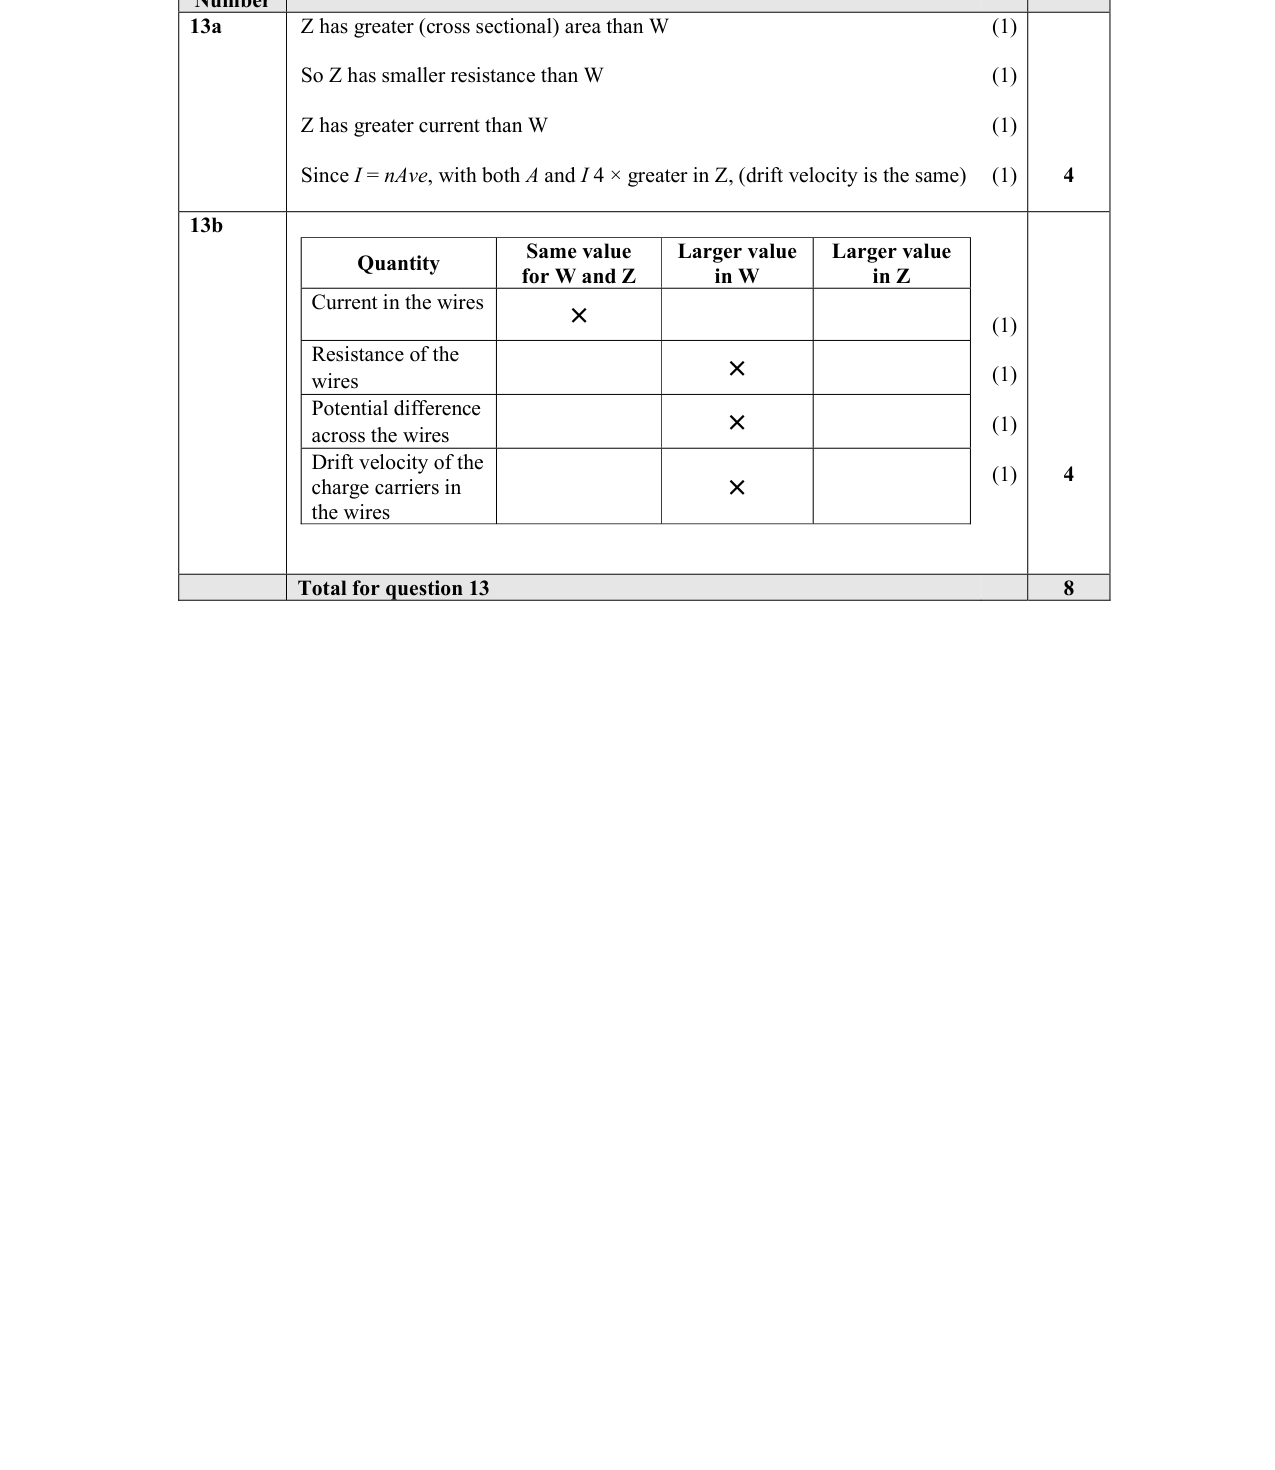 Number
13a
Z has greater (cross sectional) area than W (1)
So Z has smaller resistance than W (1)
Z has greater current than W (1)
Since I = nAve, with both A and I 4 × greater in Z, (drift velocity is the same) (1) 4
13b
Quantity
Same value
for W and Z
Larger value
in W
Larger value
in Z
Current in the wires
×
(1)
Resistance of the
wires
×
(1)
Potential difference
across the wires
×
(1)
Drift velocity of the
charge carriers in
the wires
×
(1) 4
Total for question 13 8